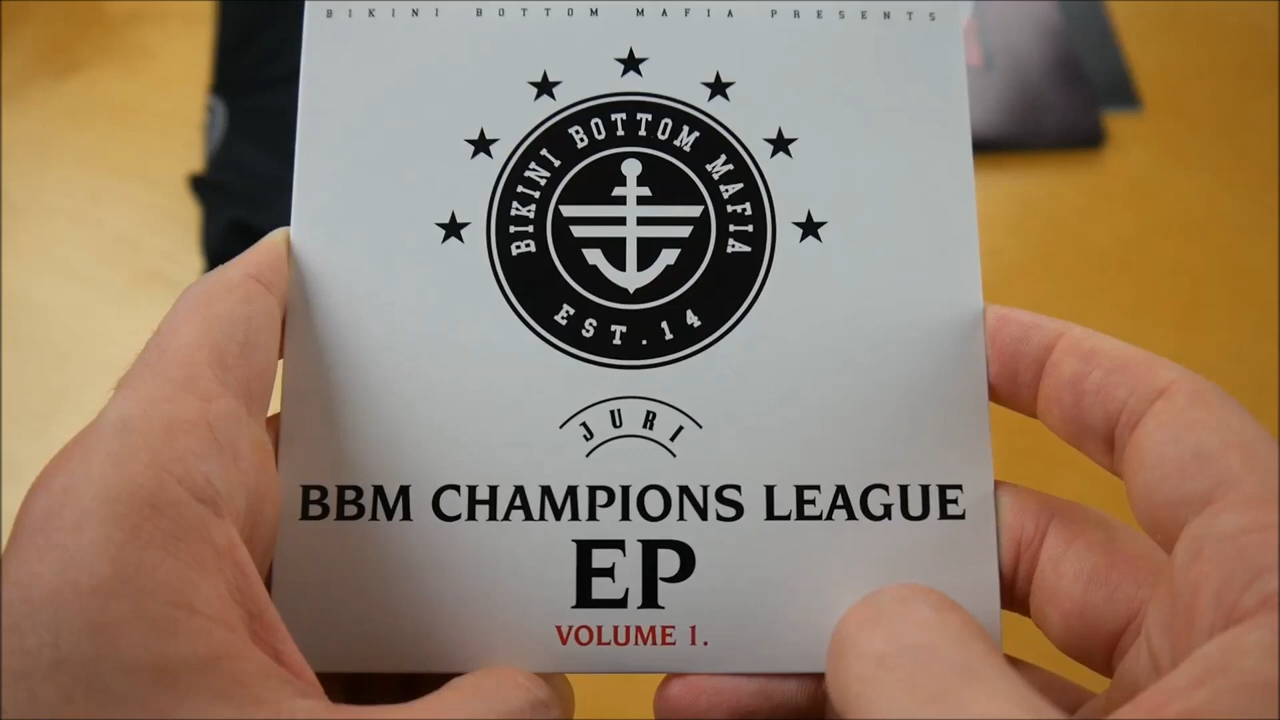 BIKINI BOTTOM MAFIA PRESENTS
BIKINI BOTTOM MAFIA
EST.14
JURI
BBM CHAMPIONS LEAGUE
EP
VOLUME 1.